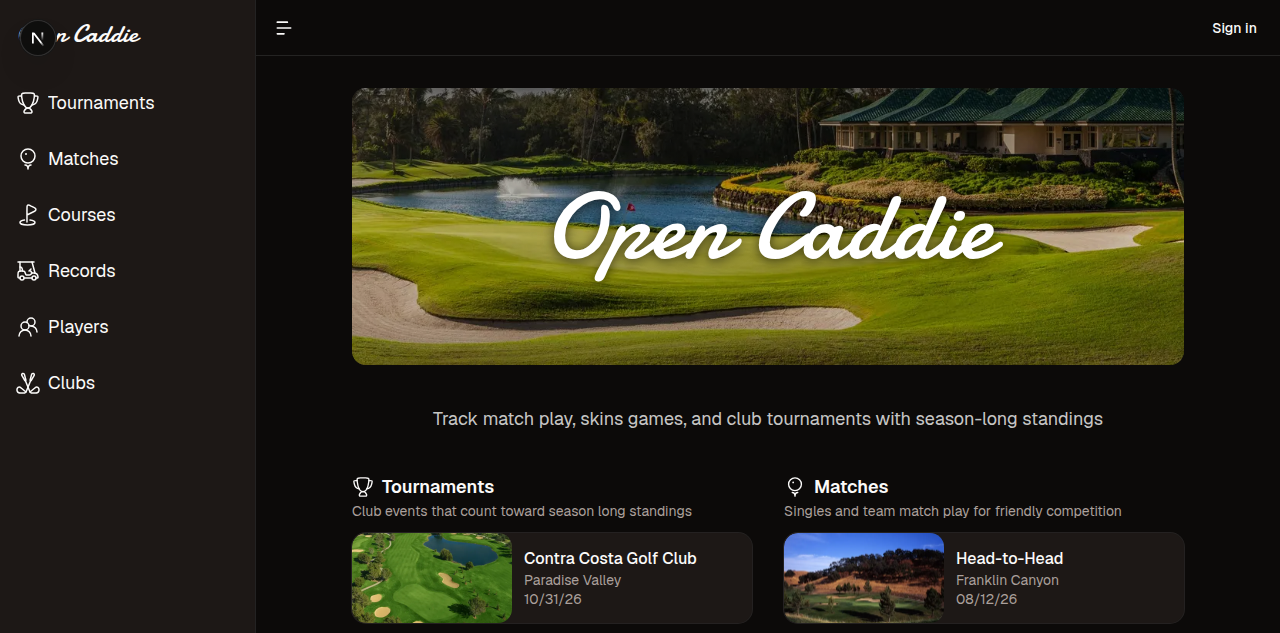 n Caddie
Sign in
Tournaments
Matches
Courses
Records
Players
Clubs
Open Caddie
Track match play, skins games, and club tournaments with season-long standings
Tournaments
Club events that count toward season long standings
Contra Costa Golf Club
Paradise Valley
10/31/26
Matches
Singles and team match play for friendly competition
Head-to-Head
Franklin Canyon
08/12/26